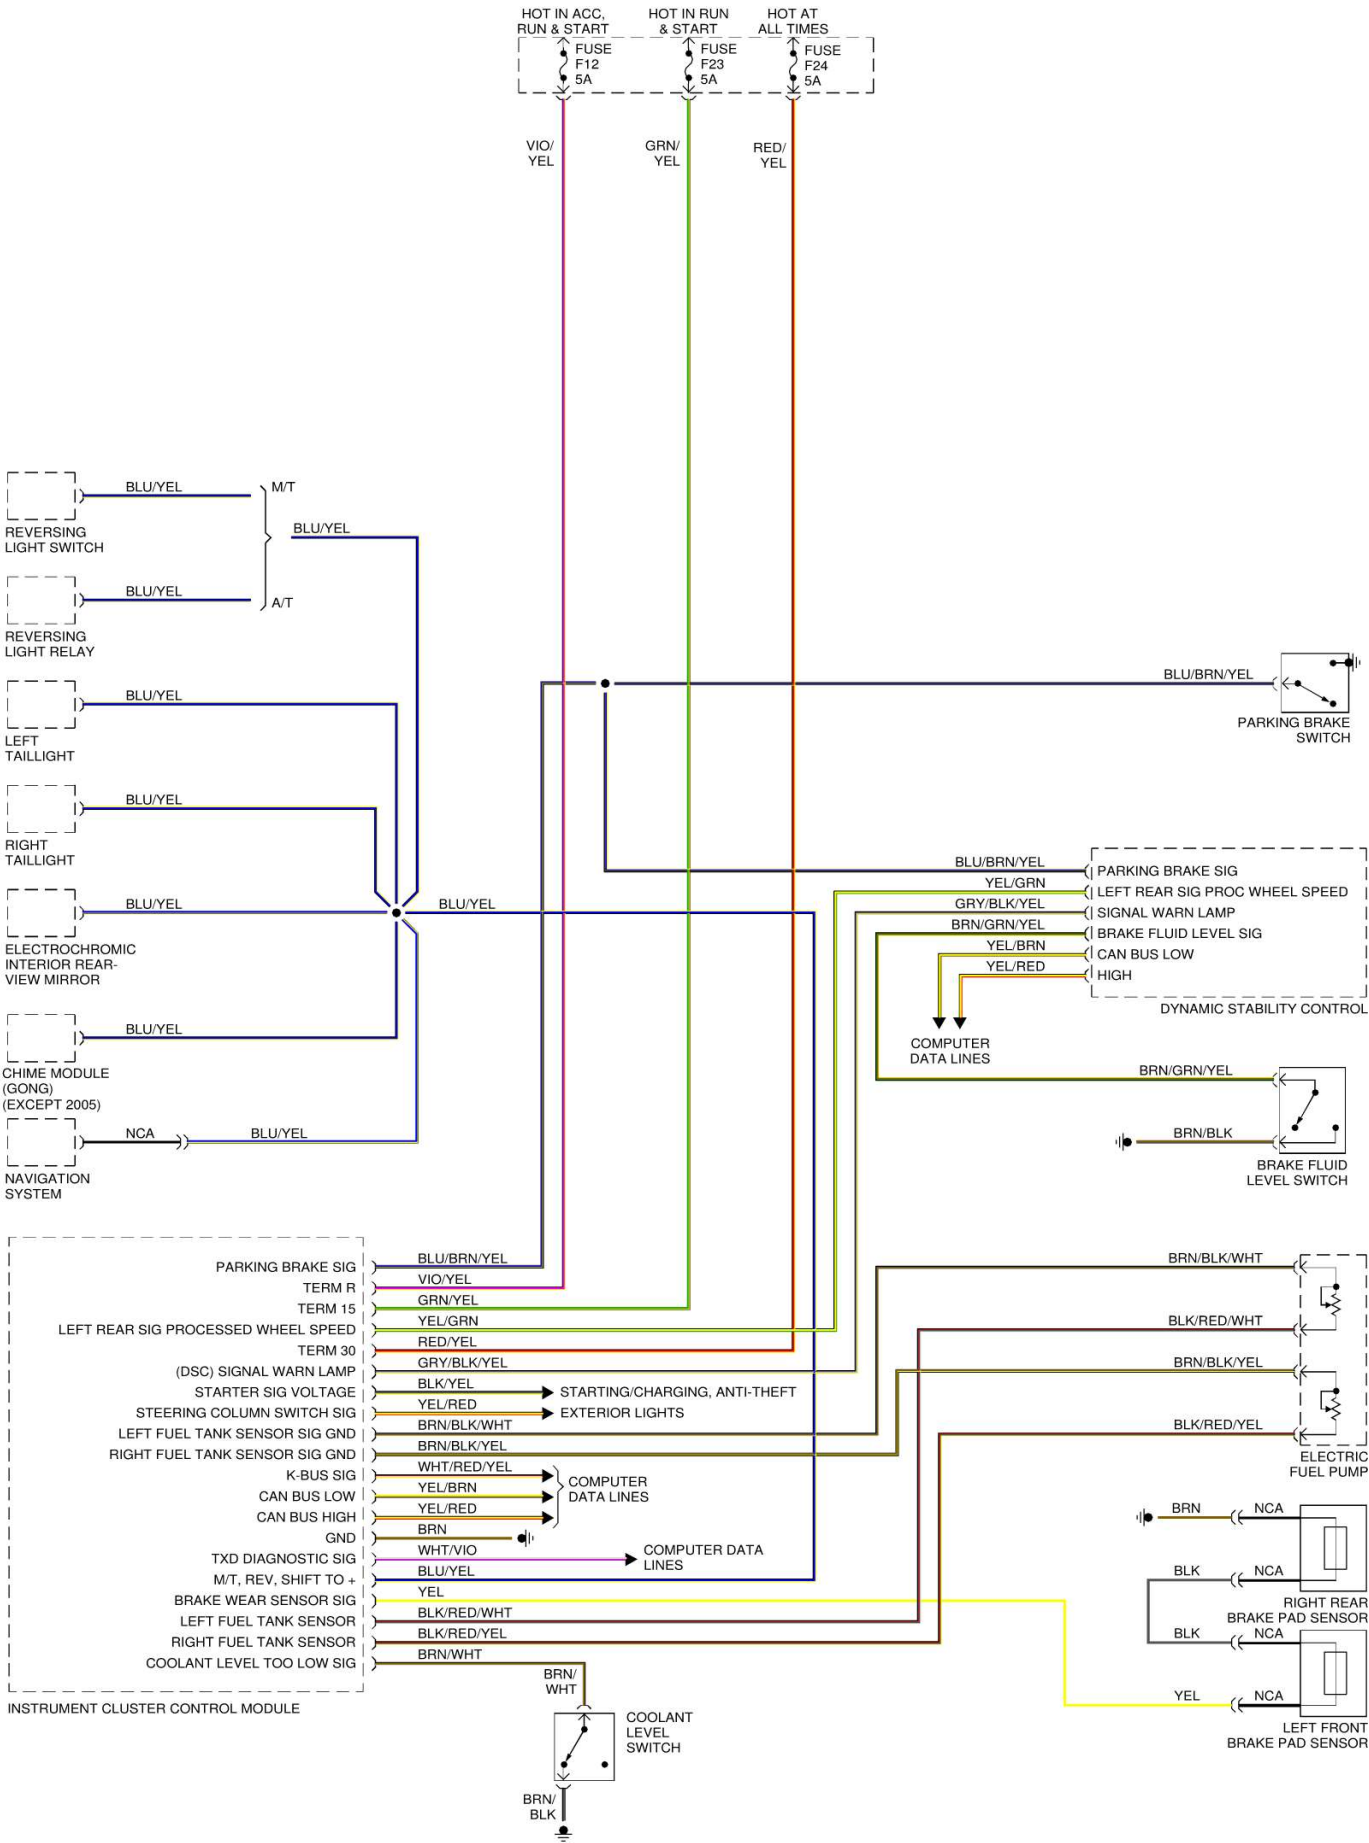 HOT IN ACC,
RUN & START
HOT IN RUN
& START
HOT AT
ALL TIMES
FUSE
F12
5A
FUSE
F23
5A
FUSE
F24
5A
VIO/
YEL
GRN/
YEL
RED/
YEL
BLU/YEL
M/T
REVERSING
LIGHT SWITCH
BLU/YEL
BLU/YEL
A/T
REVERSING
LIGHT RELAY
BLU/YEL
LEFT
TAILLIGHT
BLU/YEL
RIGHT
TAILLIGHT
BLU/YEL
BLU/YEL
ELECTROCHROMIC
INTERIOR REAR-
VIEW MIRROR
BLU/YEL
CHIME MODULE
(GONG)
(EXCEPT 2005)
NCA
BLU/YEL
NAVIGATION
SYSTEM
BLU/BRN/YEL
PARKING BRAKE
SWITCH
BLU/BRN/YEL
PARKING BRAKE SIG
YEL/GRN
LEFT REAR SIG PROC WHEEL SPEED
GRY/BLK/YEL
SIGNAL WARN LAMP
BRN/GRN/YEL
BRAKE FLUID LEVEL SIG
YEL/BRN
CAN BUS LOW
YEL/RED
HIGH
DYNAMIC STABILITY CONTROL
COMPUTER
DATA LINES
BRN/GRN/YEL
BRN/BLK
BRAKE FLUID
LEVEL SWITCH
PARKING BRAKE SIG
BLU/BRN/YEL
TERM R
VIO/YEL
TERM 15
GRN/YEL
LEFT REAR SIG PROCESSED WHEEL SPEED
YEL/GRN
TERM 30
RED/YEL
(DSC) SIGNAL WARN LAMP
GRY/BLK/YEL
STARTER SIG VOLTAGE
BLK/YEL
STARTING/CHARGING, ANTI-THEFT
STEERING COLUMN SWITCH SIG
YEL/RED
EXTERIOR LIGHTS
LEFT FUEL TANK SENSOR SIG GND
BRN/BLK/WHT
RIGHT FUEL TANK SENSOR SIG GND
BRN/BLK/YEL
K-BUS SIG
WHT/RED/YEL
CAN BUS LOW
YEL/BRN
CAN BUS HIGH
YEL/RED
COMPUTER
DATA LINES
GND
BRN
TXD DIAGNOSTIC SIG
WHT/VIO
COMPUTER DATA
LINES
M/T, REV, SHIFT TO +
BLU/YEL
BRAKE WEAR SENSOR SIG
YEL
LEFT FUEL TANK SENSOR
BLK/RED/WHT
RIGHT FUEL TANK SENSOR
BLK/RED/YEL
COOLANT LEVEL TOO LOW SIG
BRN/WHT
INSTRUMENT CLUSTER CONTROL MODULE
BRN/
WHT
COOLANT
LEVEL
SWITCH
BRN/
BLK
BRN/BLK/WHT
BLK/RED/WHT
BRN/BLK/YEL
BLK/RED/YEL
ELECTRIC
FUEL PUMP
BRN
NCA
BLK
NCA
RIGHT REAR
BRAKE PAD SENSOR
BLK
NCA
YEL
NCA
LEFT FRONT
BRAKE PAD SENSOR